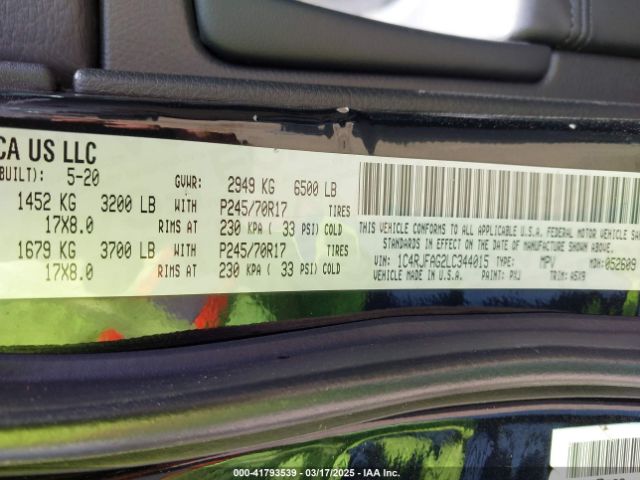 CA US LLC
BUILT): 5-20 GVWR: 2949 KG 6500 LB
1452 KG 3200 LB WITH P245/70R17 TIRES
17X8.0 RIMS AT 230 KPA ( 33 PSI) COLD
1679 KG 3700 LB WITH P245/70R17 TIRES
17X8.0 RIMS AT 230 KPA ( 33 PSI) COLD
THIS VEHICLE CONFORMS TO ALL APPLICABLE U.S.A. FEDERAL MOTOR VEHICLE SA
STANDARDS IN EFFECT ON THE DATE OF MANUFACTURE SHOWN ABOVE.
VIN: 1C4RJFAG2LC344015 TYPE: MPV MDH: 052609
VEHICLE MADE IN U.S.A. PAINT: PXJ TRIM: A5X9
00-41793539 - 03/17/2025 - IAA Inc.